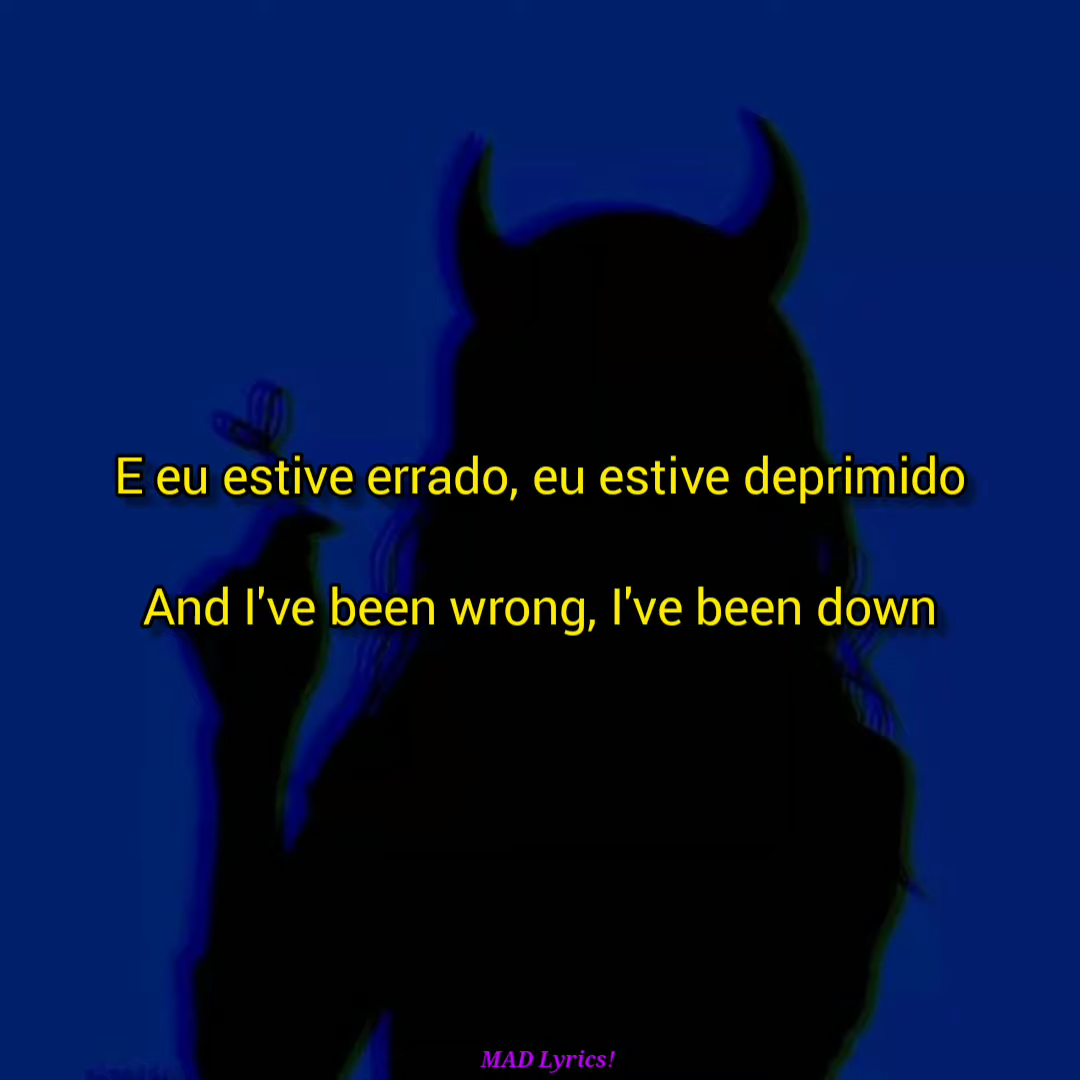 E eu estive errado, eu estive deprimido
And I've been wrong, I've been down
MAD Lyrics!